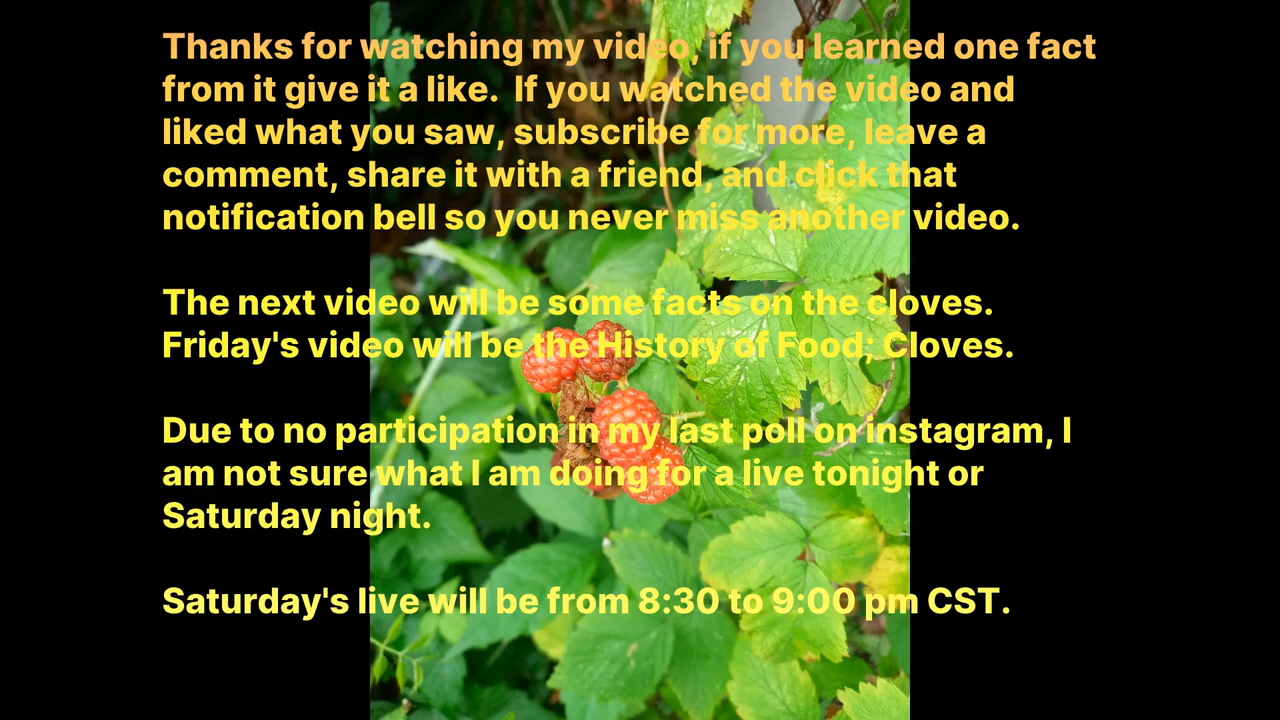 Thanks for watching my video, if you learned one fact
from it give it a like.  If you watched the video and
liked what you saw, subscribe for more, leave a
comment, share it with a friend, and click that
notification bell so you never miss another video.
The next video will be some facts on the cloves.
Friday's video will be the History of Food; Cloves.
Due to no participation in my last poll on instagram, I
am not sure what I am doing for a live tonight or
Saturday night.
Saturday's live will be from 8:30 to 9:00 pm CST.